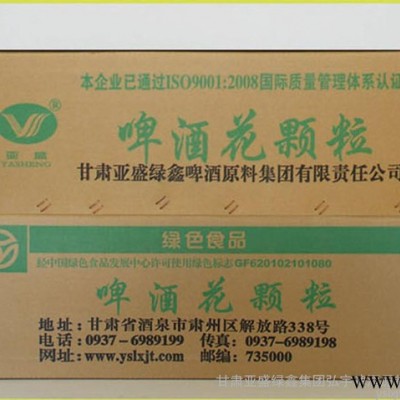 本企业已通过ISO9001:2008国际质量管理体系认证
®
亚盛
YASHENG
啤酒花颗粒
甘肃亚盛绿鑫啤酒原料集团有限责任公司
绿色食品
经中国绿色食品发展中心许可使用绿色标志GF620102101080
啤酒花颗粒
地址:甘肃省酒泉市肃州区解放路338号
电话:0937-6989199 传真:0937-6989198
网址:www.yslxjt.com 邮编:735000
甘肃亚盛绿鑫集团弘宇
www.